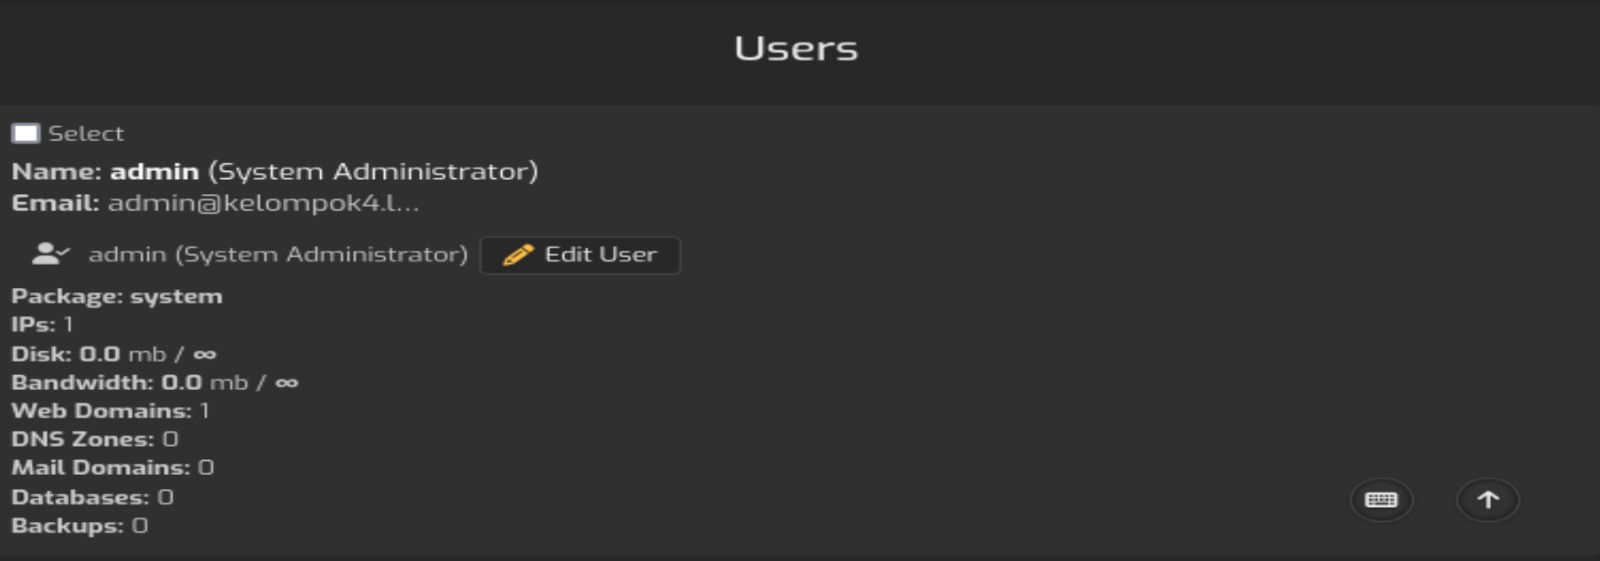 Users
Select
Name: admin (System Administrator)
Email: admin@kelompok4.l...
admin (System Administrator) Edit User
Package: system
IPs: 1
Disk: 0.0 mb / ∞
Bandwidth: 0.0 mb / ∞
Web Domains: 1
DNS Zones: 0
Mail Domains: 0
Databases: 0
Backups: 0